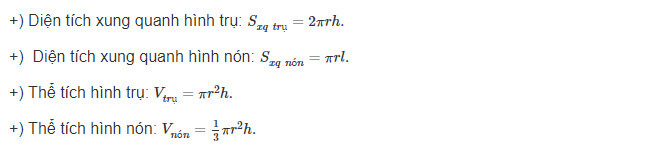 +) Diện tích xung quanh hình trụ: $S_{xq\ trụ} = 2\pi rh.$
+) Diện tích xung quanh hình nón: $S_{xq\ nón} = \pi rl.$
+) Thể tích hình trụ: $V_{trụ} = \pi r^2h.$
+) Thể tích hình nón: $V_{nón} = \frac{1}{3}\pi r^2h.$